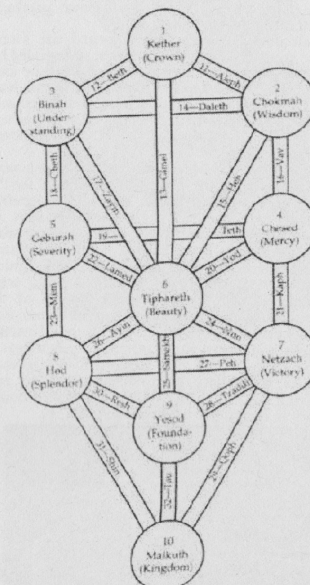 1
Kether
(Crown)
12—Beth
11—Aleph
3
Binah
(Under-
standing)
2
Chokmah
(Wisdom)
14—Daleth
13—Gimel
18—Cheth
17—Zayin
15—Heh
16—Vav
5
Geburah
(Severity)
4
Chesed
(Mercy)
19—
Teth
22—Lamed
20—Yod
6
Tiphareth
(Beauty)
23—Mem
21—Kaph
26—Ayin
24—Nun
25—Samekh
8
Hod
(Splendor)
7
Netzach
(Victory)
27—Peh
30—Resh
28—Tzaddi
9
Yesod
(Founda-
tion)
31—Shin
32—Tau
29—Qoph
10
Malkuth
(Kingdom)